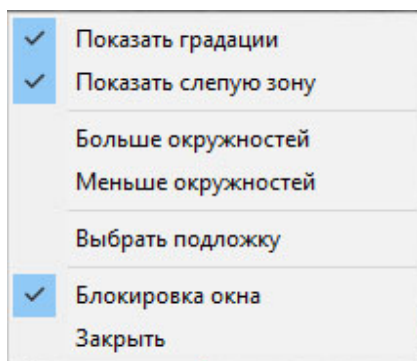 Показать градации
Показать слепую зону
Больше окружностей
Меньше окружностей
Выбрать подложку
Блокировка окна
Закрыть